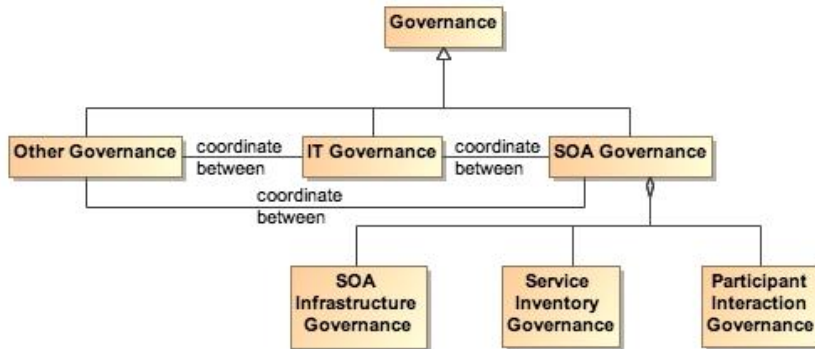 Governance
Other Governance
coordinate
between
IT Governance
coordinate
between
SOA Governance
coordinate
between
SOA
Infrastructure
Governance
Service
Inventory
Governance
Participant
Interaction
Governance